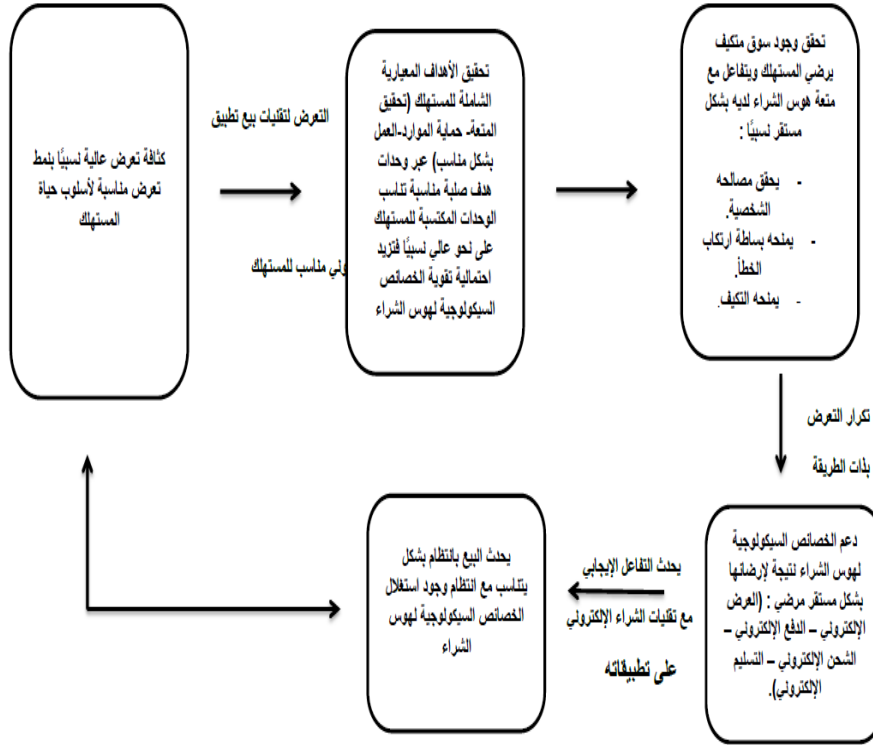 كثافة تعرض عالية نسبيًا بنمط
تعرض مناسبة لأسلوب حياة
المستهلك
التعرض لتقنيات بيع تطبيق
وني مناسب للمستهلك
تحقيق الأهداف المعيارية
الشاملة للمستهلك (تحقيق
المتعة- حماية الموارد-العمل
بشكل مناسب) عبر وحدات
هدف صلبة مناسبة تناسب
الوحدات المكتسبة للمستهلك
على نحو عالي نسبيًا فتزيد
احتمالية تقوية الخصائص
السيكولوجية لهوس الشراء
تحقق وجود سوق متكيف
يرضي المستهلك ويتفاعل مع
متعة هوس الشراء لديه بشكل
مستقر نسبيًا :
- يحقق مصالحه
الشخصية.
- يمنحه بساطة ارتكاب
الخطأ.
- يمنحه التكيف.
تكرار التعرض
بذات الطريقة
دعم الخصائص السيكولوجية
لهوس الشراء نتيجة لإرضائها
بشكل مستقر مرضي : (العرض
الإلكتروني – الدفع الإلكتروني –
الشحن الإلكتروني – التسليم
الإلكتروني).
يحدث التفاعل الإيجابي
مع تقنيات الشراء الإلكتروني
على تطبيقاته
يحدث البيع بانتظام بشكل
يتناسب مع انتظام وجود استغلال
الخصائص السيكولوجية لهوس
الشراء